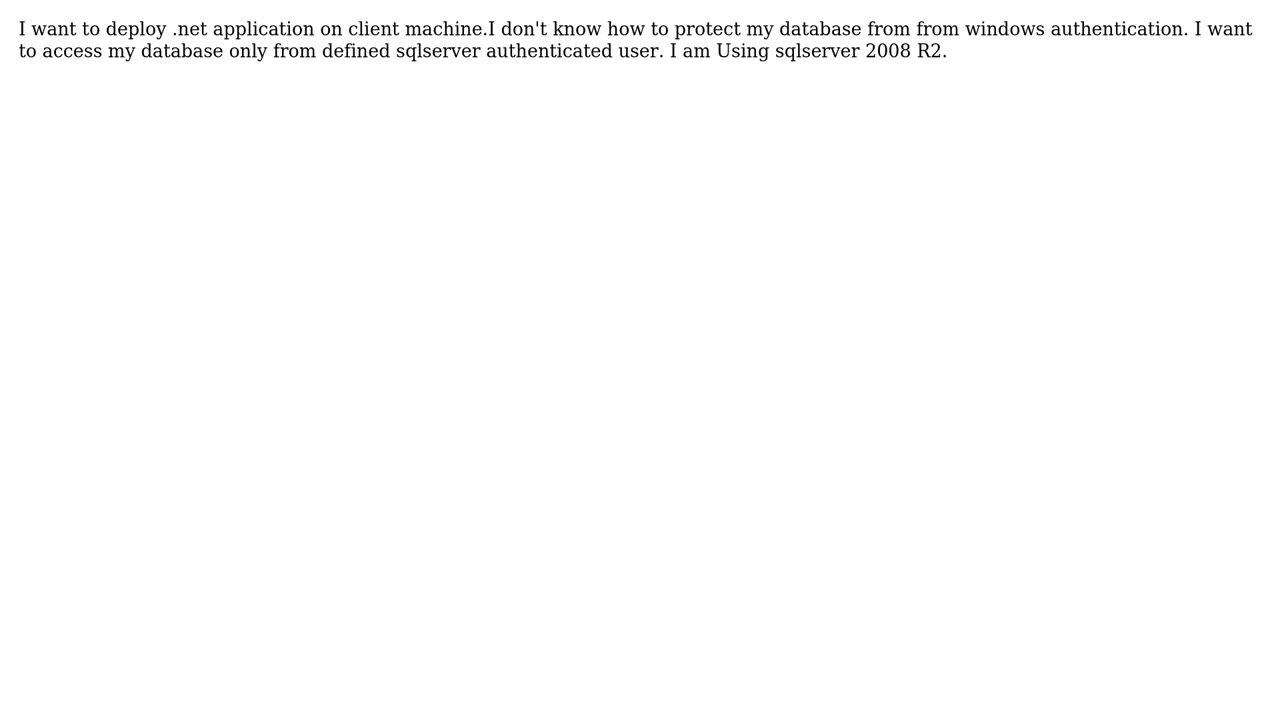 I want to deploy .net application on client machine.I don't know how to protect my database from from windows authentication. I want
to access my database only from defined sqlserver authenticated user. I am Using sqlserver 2008 R2.